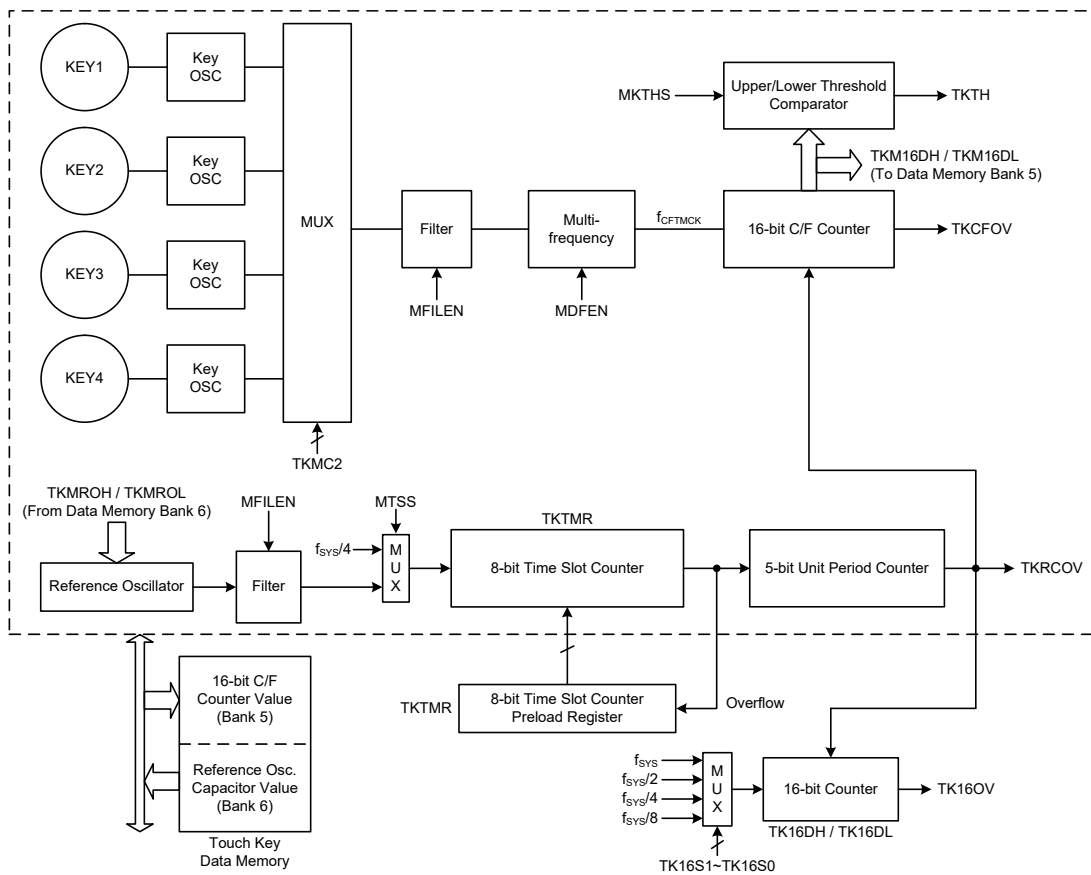 KEY1
Key
OSC
KEY2
Key
OSC
KEY3
Key
OSC
KEY4
Key
OSC
MUX
TKMC2
Filter
MFILEN
Multi-
frequency
MDFEN
fCFTMCK
MKTHS
Upper/Lower Threshold
Comparator
TKTH
TKM16DH / TKM16DL
(To Data Memory Bank 5)
16-bit C/F Counter
TKCFOV
TKMROH / TKMROL
(From Data Memory Bank 6)
Reference Oscillator
MFILEN
Filter
fSYS/4
MTSS
M
U
X
TKTMR
8-bit Time Slot Counter
5-bit Unit Period Counter
TKRCOV
TKTMR
8-bit Time Slot Counter
Preload Register
Overflow
16-bit C/F
Counter Value
(Bank 5)
Reference Osc.
Capacitor Value
(Bank 6)
Touch Key
Data Memory
fSYS
fSYS/2
fSYS/4
fSYS/8
M
U
X
TK16S1~TK16S0
16-bit Counter
TK16DH / TK16DL
TK16OV